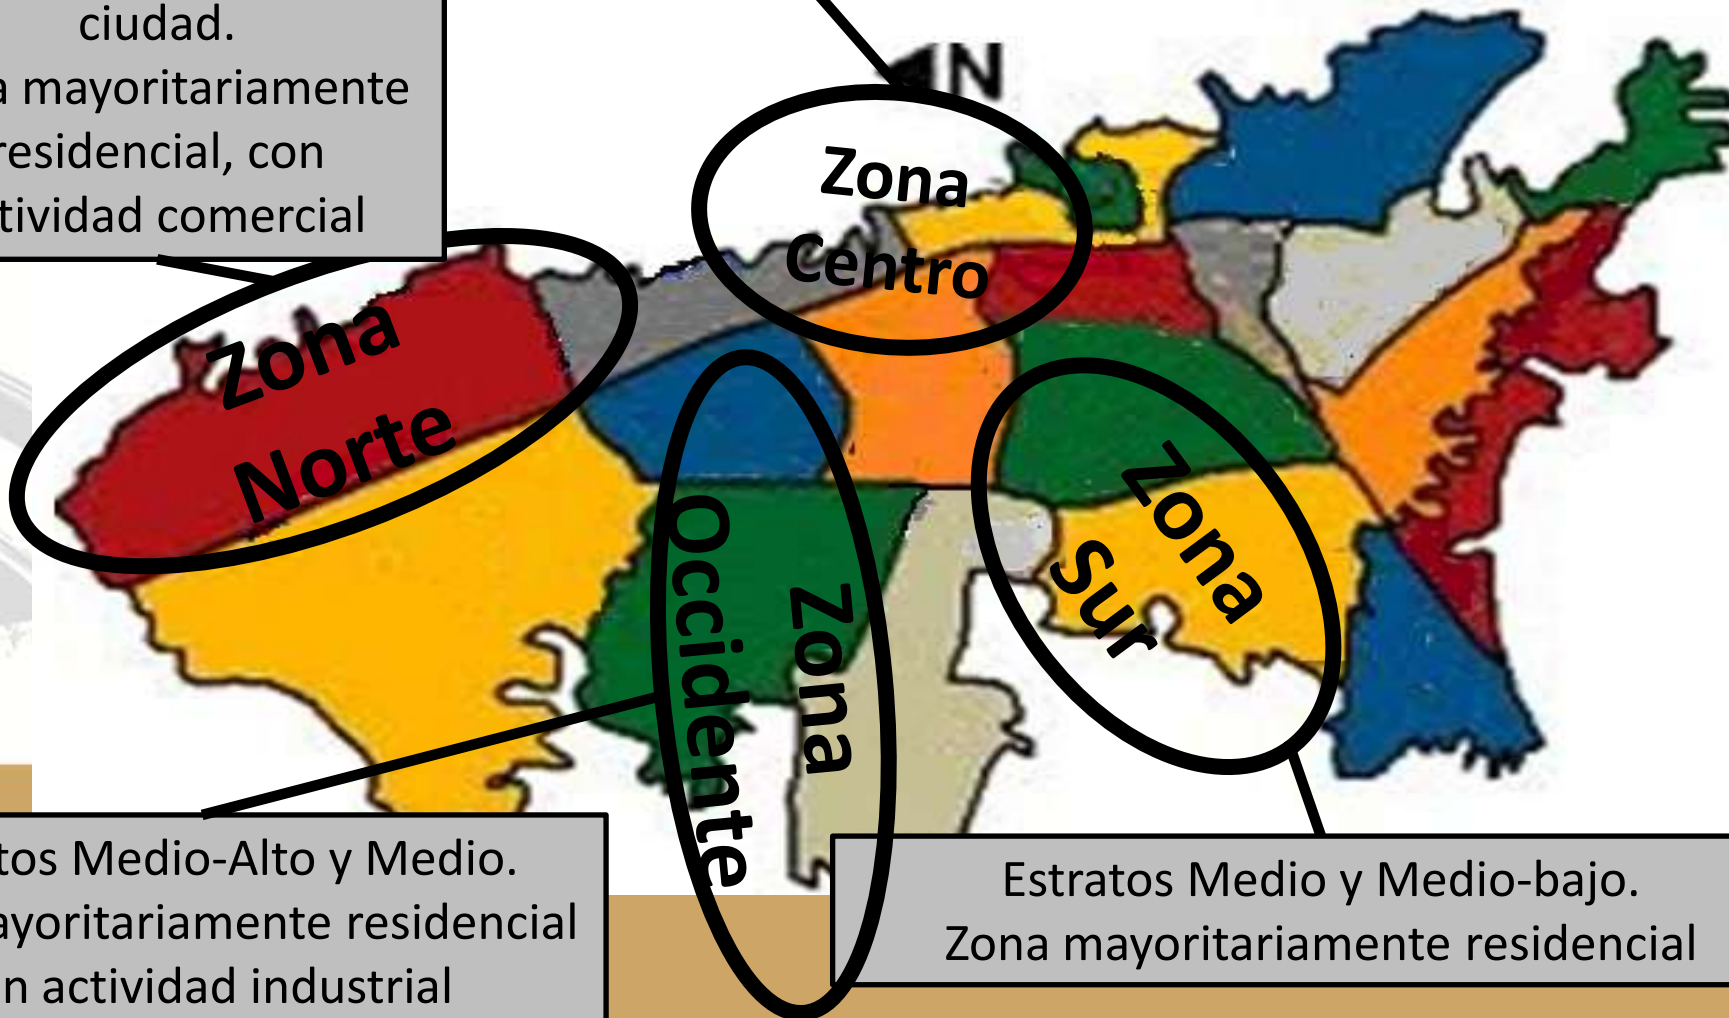 ciudad.
mayoritariamente
residencial, con
tividad comercial
N
Zona
Centro
Zona
Norte
Zona
Occidente
Zona
Sur
tos Medio-Alto y Medio.
ayoritariamente residencial
n actividad industrial
Estratos Medio y Medio-bajo.
Zona mayoritariamente residencial